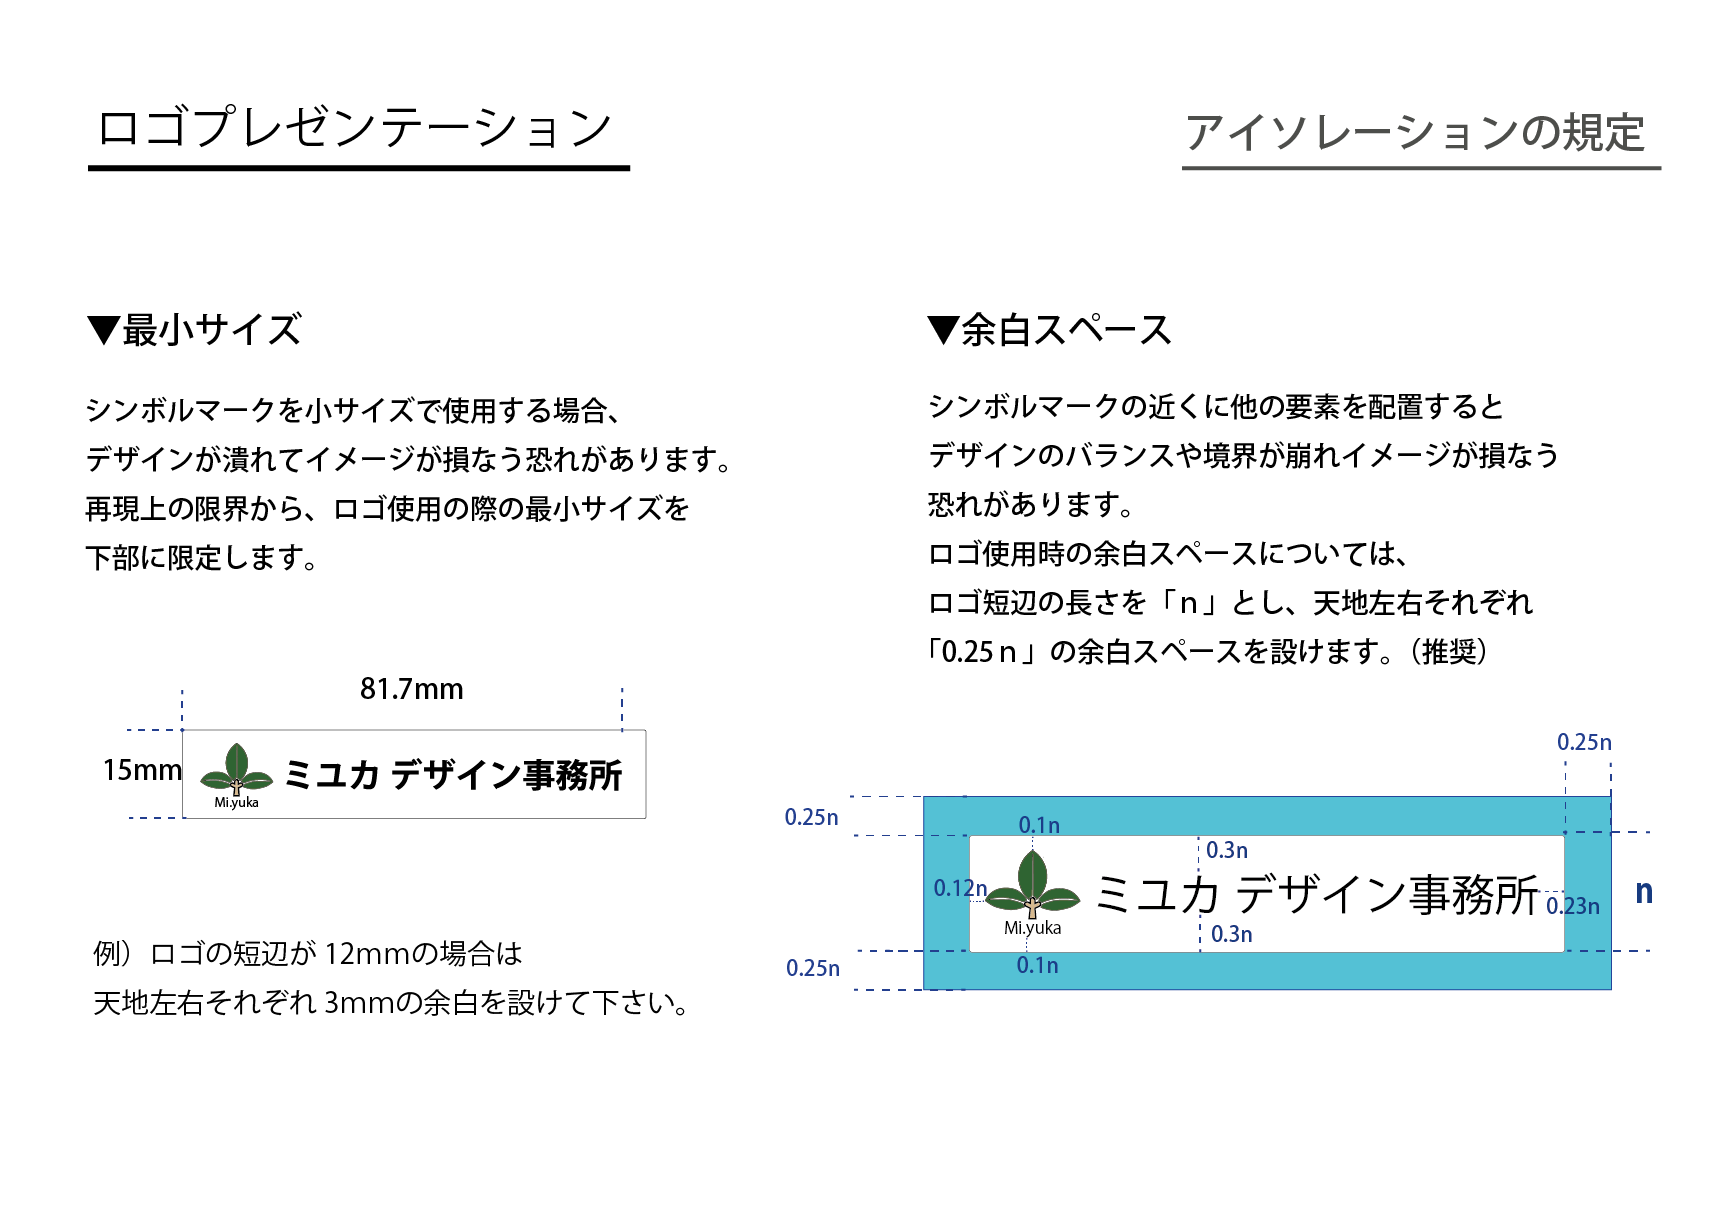 ロゴプレゼンテーション
アイソレーションの規定
▼最小サイズ
シンボルマークを小サイズで使用する場合、
デザインが潰れてイメージが損なう恐れがあります。
再現上の限界から、ロゴ使用の際の最小サイズを
下部に限定します。
81.7mm
15mm
ミユカ デザイン事務所
Mi.yuka
例）ロゴの短辺が 12mmの場合は
天地左右それぞれ 3mmの余白を設けて下さい。
▼余白スペース
シンボルマークの近くに他の要素を配置すると
デザインのバランスや境界が崩れイメージが損なう
恐れがあります。
ロゴ使用時の余白スペースについては、
ロゴ短辺の長さを「ｎ」とし、天地左右それぞれ
「0.25ｎ」の余白スペースを設けます。（推奨）
0.25n
0.25n
0.1n
0.3n
0.12n
ミユカ デザイン事務所
0.23n
n
Mi.yuka
0.3n
0.1n
0.25n